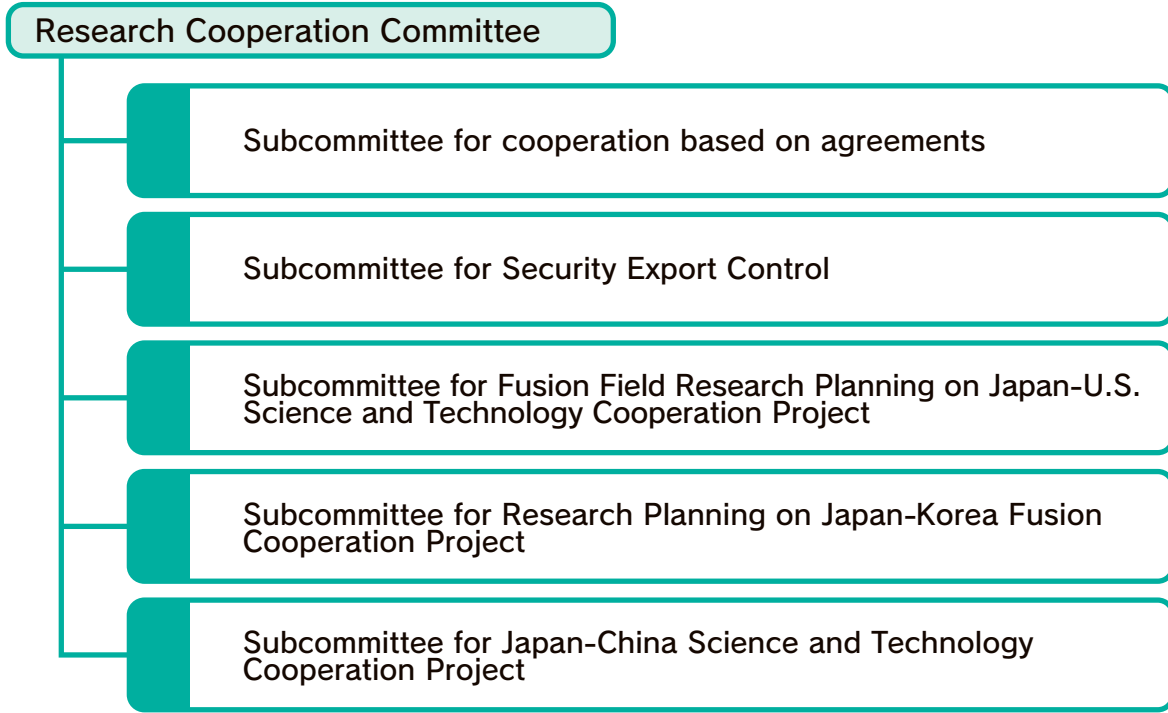 Research Cooperation Committee
Subcommittee for cooperation based on agreements
Subcommittee for Security Export Control
Subcommittee for Fusion Field Research Planning on Japan-U.S.
Science and Technology Cooperation Project
Subcommittee for Research Planning on Japan-Korea Fusion
Cooperation Project
Subcommittee for Japan-China Science and Technology
Cooperation Project